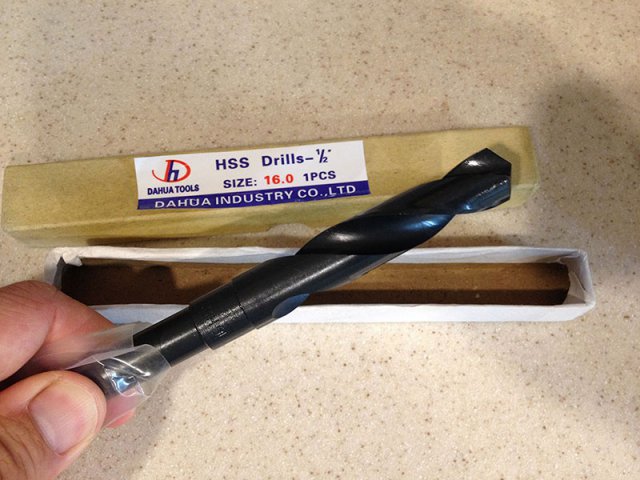 HSS Drills-½"
SIZE: 16.0 1PCS
DAHUA TOOLS
DAHUA INDUSTRY CO.,LTD